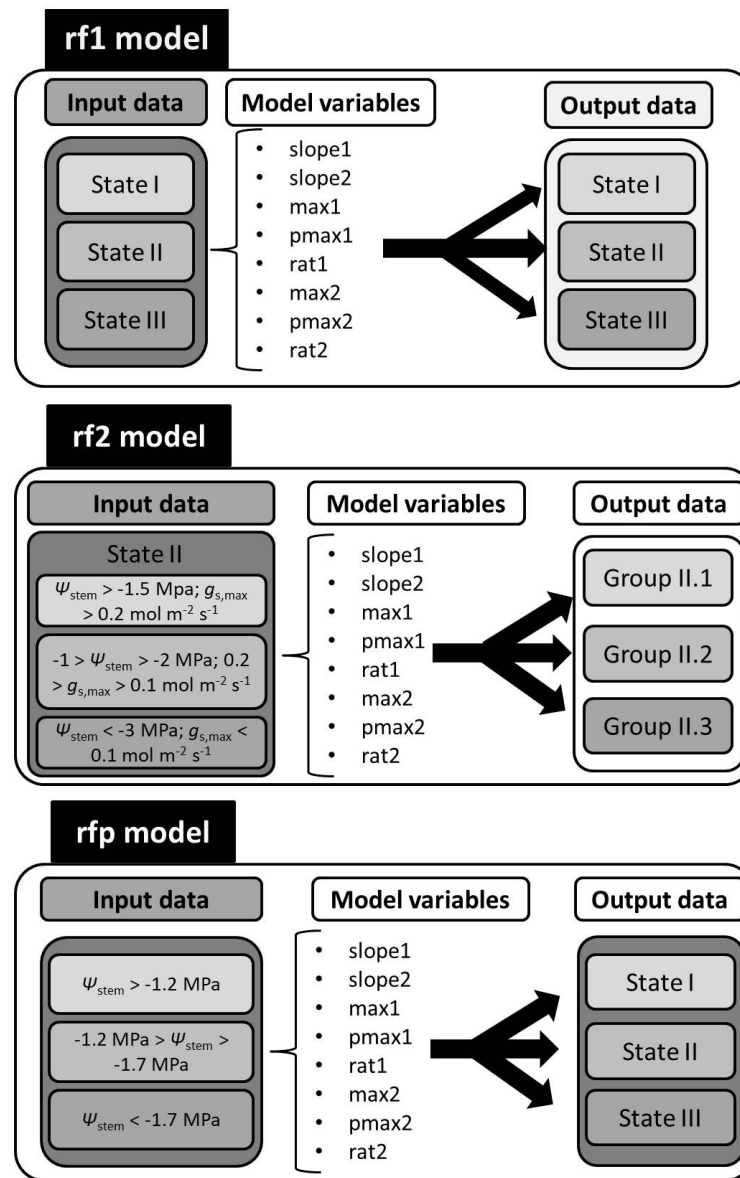 rf1 model
Input data
Model variables
Output data
State I
State II
State III
• slope1
• slope2
• max1
• pmax1
• rat1
• max2
• pmax2
• rat2
State I
State II
State III
rf2 model
Input data
Model variables
Output data
State II
Ψstem > -1.5 Mpa; gs,max
> 0.2 mol m-2 s-1
-1 > Ψstem > -2 MPa; 0.2
> gs,max > 0.1 mol m-2 s-1
Ψstem < -3 MPa; gs,max <
0.1 mol m-2 s-1
• slope1
• slope2
• max1
• pmax1
• rat1
• max2
• pmax2
• rat2
Group II.1
Group II.2
Group II.3
rfp model
Input data
Model variables
Output data
Ψstem > -1.2 MPa
-1.2 MPa > Ψstem >
-1.7 MPa
Ψstem < -1.7 MPa
• slope1
• slope2
• max1
• pmax1
• rat1
• max2
• pmax2
• rat2
State I
State II
State III